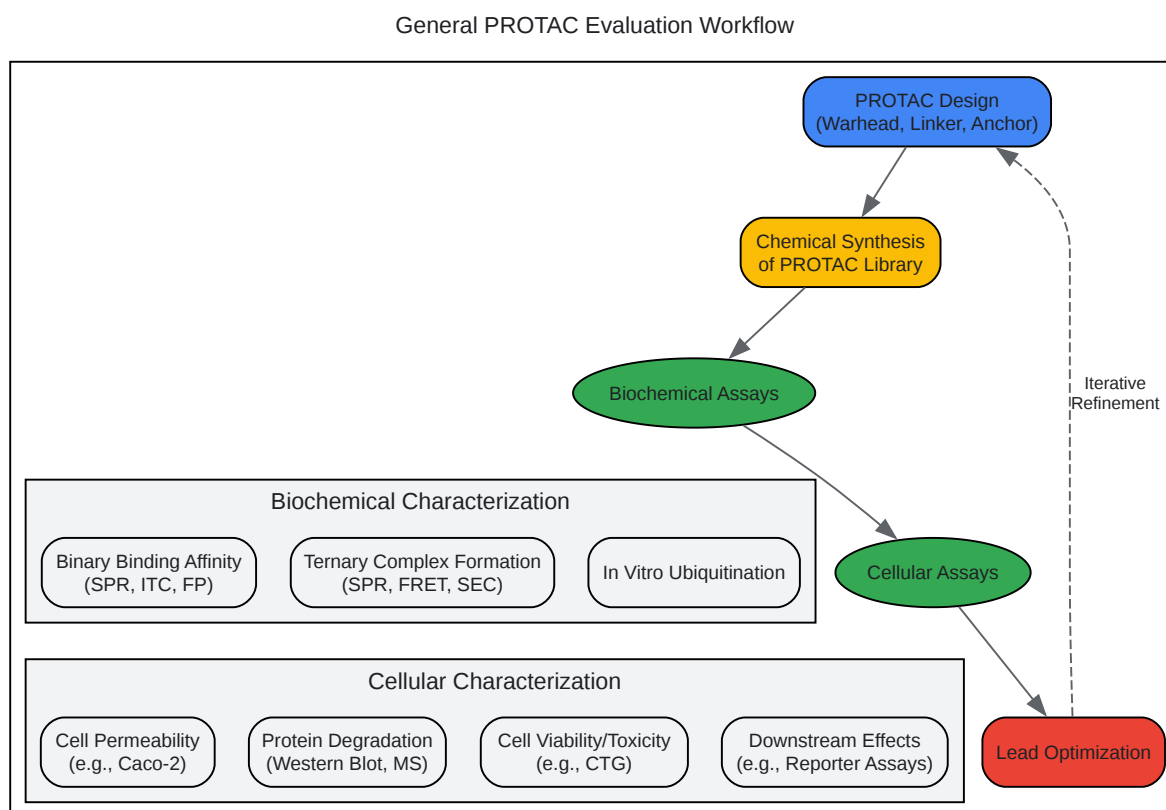 General PROTAC Evaluation Workflow
PROTAC Design
(Warhead, Linker, Anchor)
Chemical Synthesis
of PROTAC Library
Biochemical Assays
Iterative
Refinement
Biochemical Characterization
Binary Binding Affinity
(SPR, ITC, FP)
Ternary Complex Formation
(SPR, FRET, SEC)
In Vitro Ubiquitination
Cellular Assays
Cellular Characterization
Cell Permeability
(e.g., Caco-2)
Protein Degradation
(Western Blot, MS)
Cell Viability/Toxicity
(e.g., CTG)
Downstream Effects
(e.g., Reporter Assays)
Lead Optimization